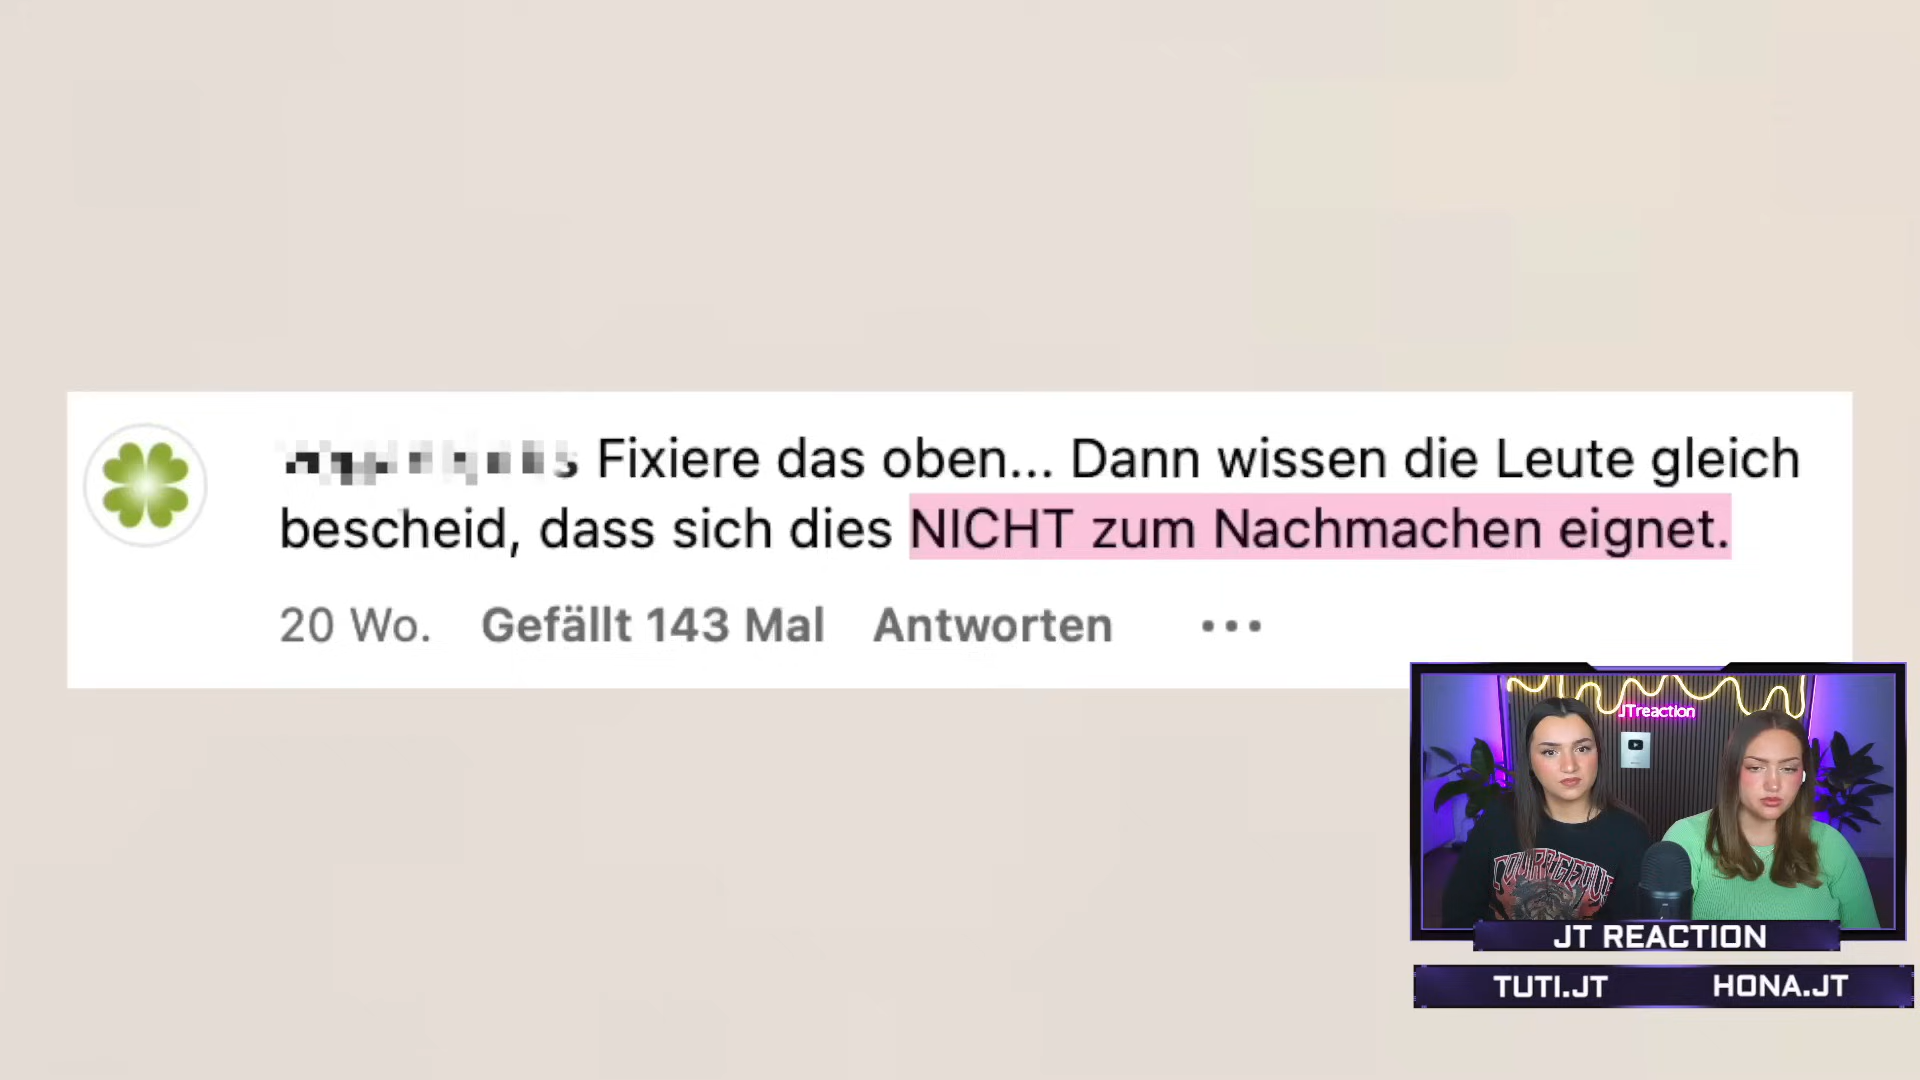 Fixiere das oben... Dann wissen die Leute gleich
bescheid, dass sich dies NICHT zum Nachmachen eignet.
20 Wo. Gefällt 143 Mal Antworten
JTreaction
COURAGEOUS
JT REACTION
TUTI.JT HONA.JT